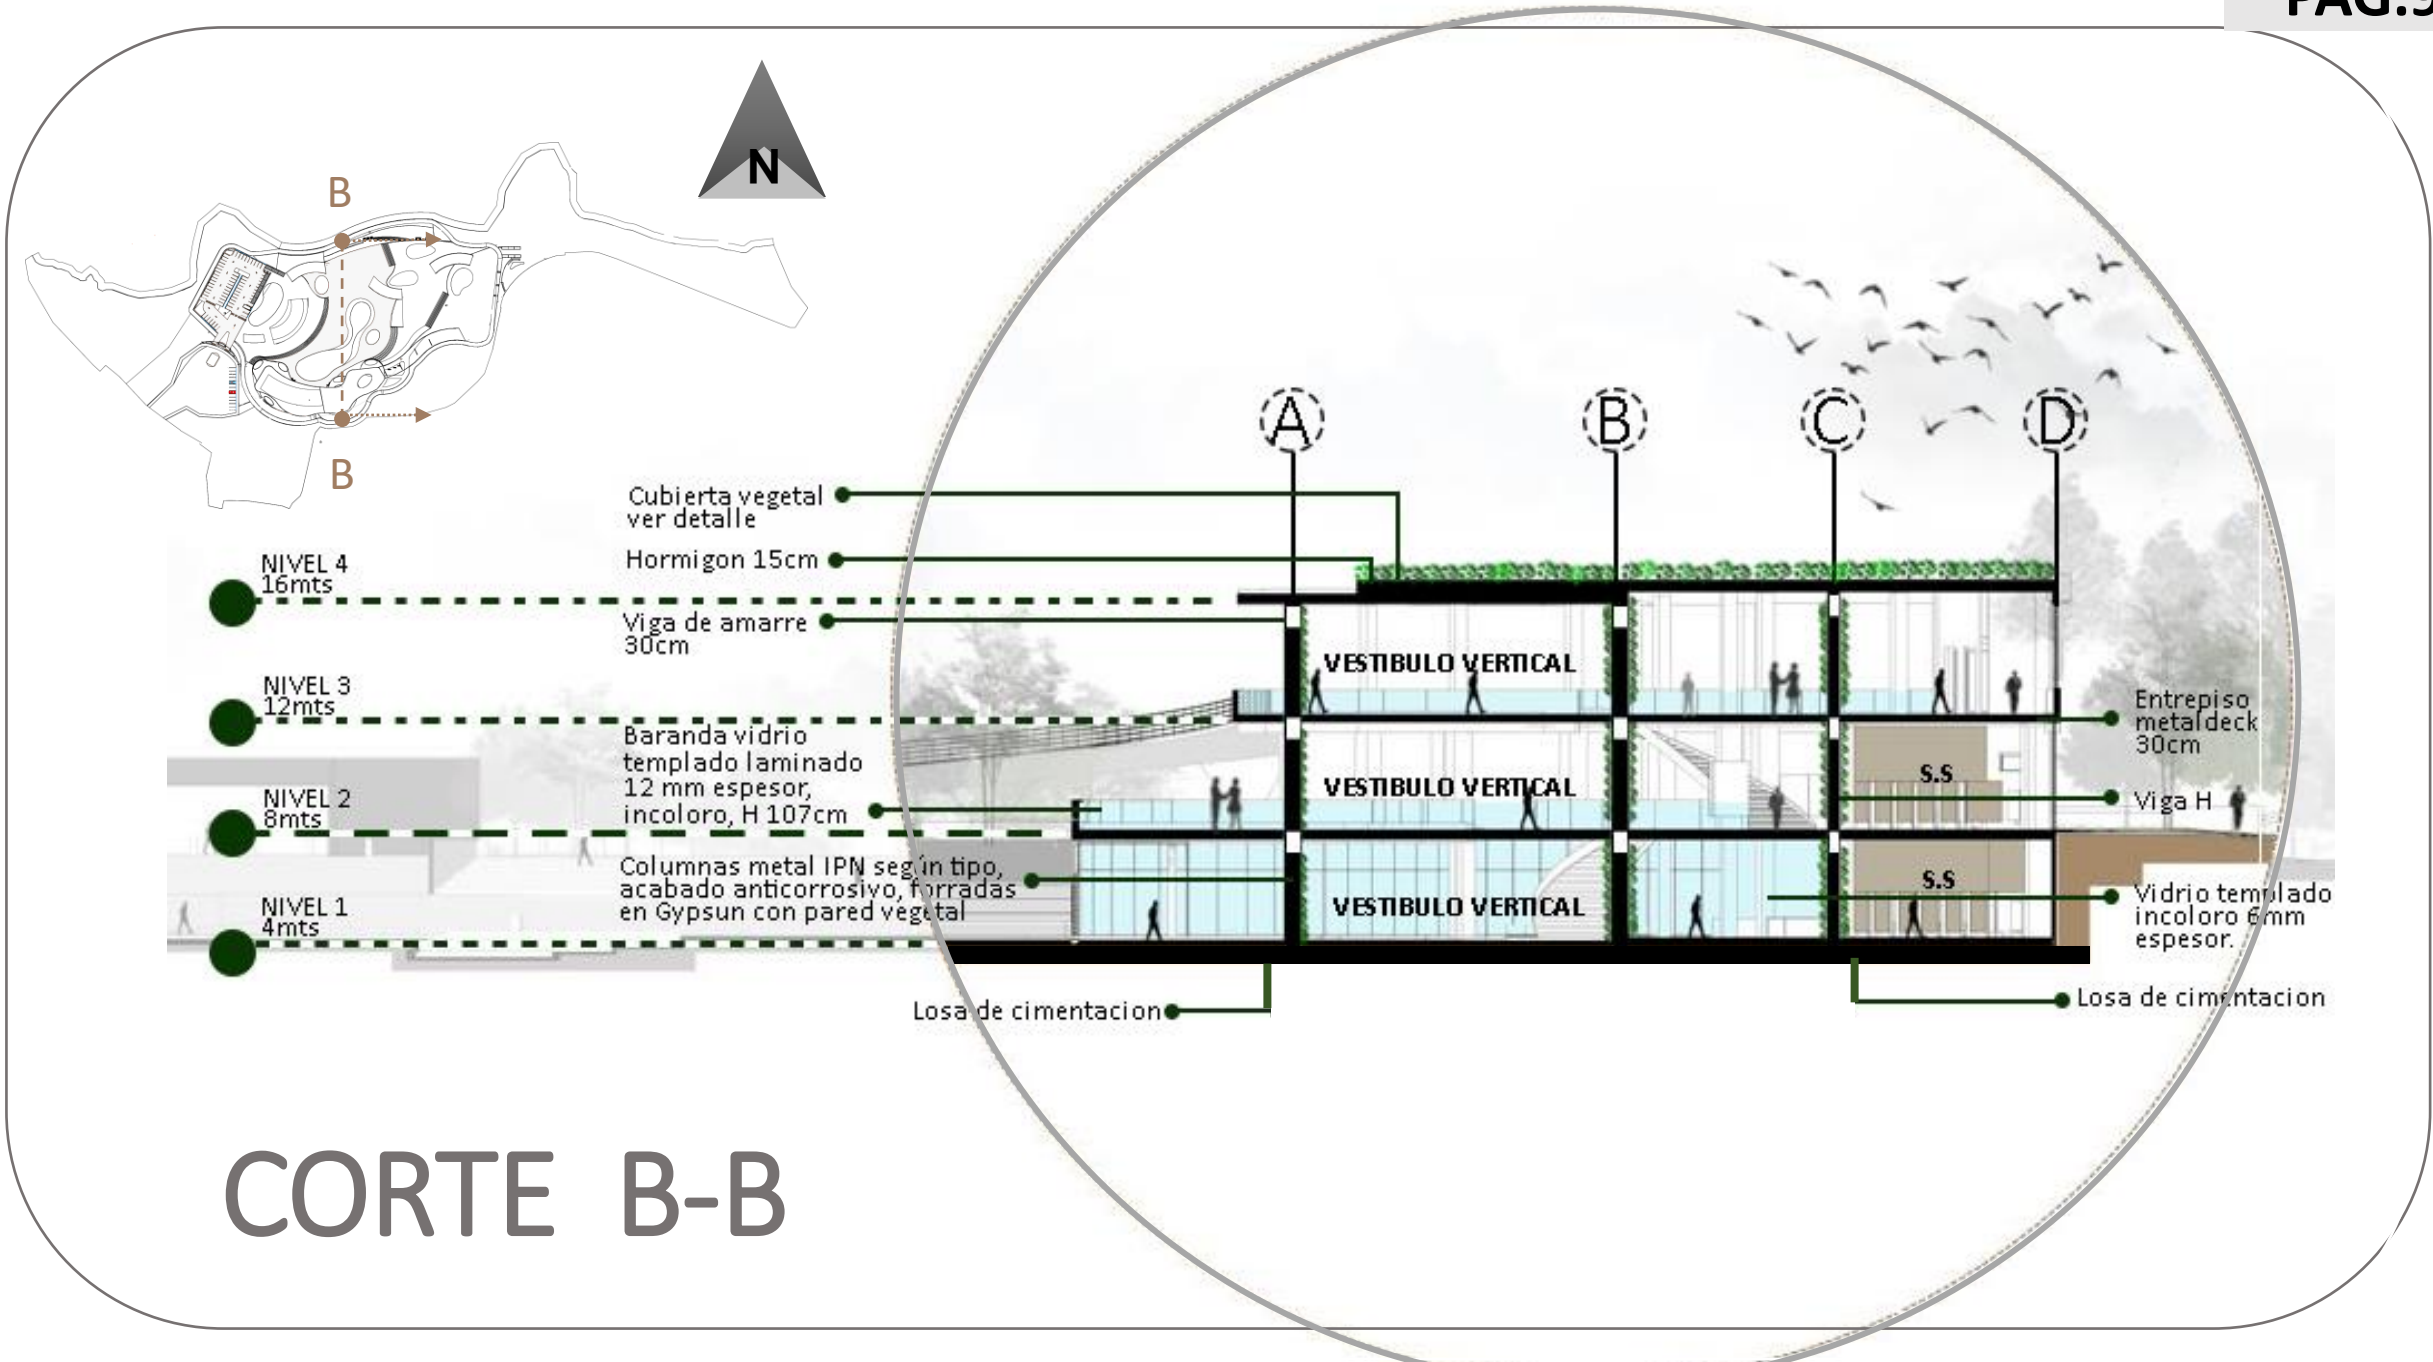 PAG.9
N
B
B
A
B
C
D
Cubierta vegetal
ver detalle
Hormigon 15cm
NIVEL 4
16mts
Viga de amarre
30cm
VESTIBULO VERTICAL
NIVEL 3
12mts
Entrepiso
metaldeck
30cm
Baranda vidrio
templado laminado
12 mm espesor,
incoloro, H 107cm
VESTIBULO VERTICAL
S.S
Viga H
NIVEL 2
8mts
Columnas metal IPN según tipo,
acabado anticorrosivo, forradas
en Gypsun con pared vegetal
VESTIBULO VERTICAL
S.S
Vidrio templado
incoloro 6mm
espesor.
NIVEL 1
4mts
Losa de cimentacion
Losa de cimentacion
CORTE B-B